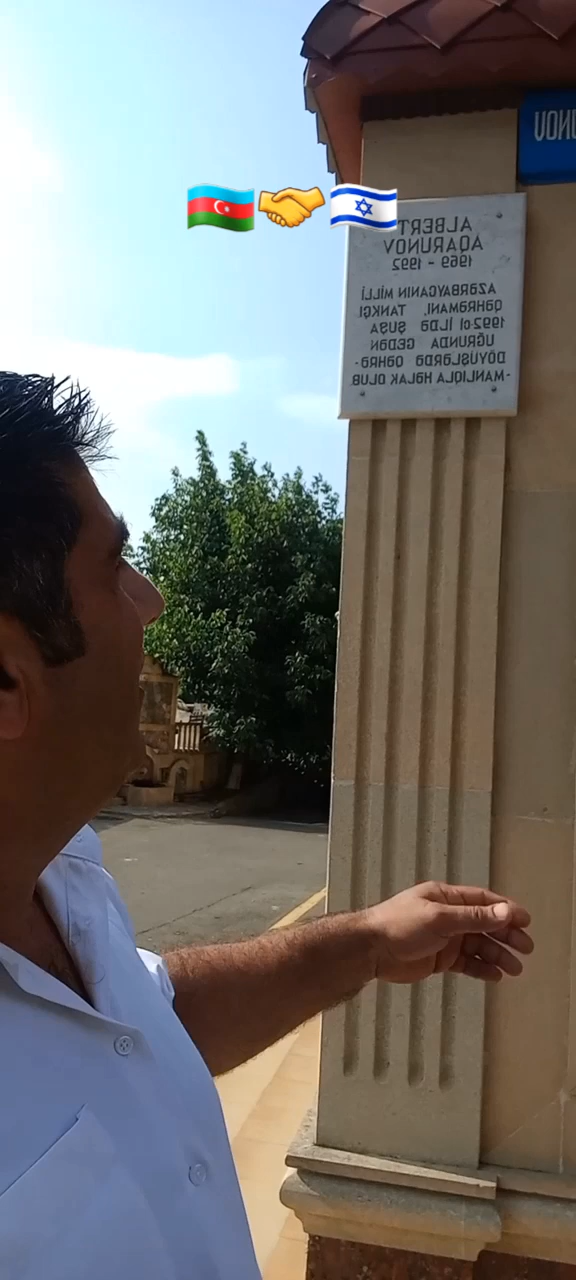 ALBERT
AQARUNOV
1969 - 1992
AZƏRBAYCANIN MİLLİ
QƏHRƏMANI, TANKÇI
1992-Cİ İLDƏ ŞUŞA
UĞRUNDA GEDƏN
DÖYÜŞLƏRDƏ QƏHRƏ-
-MANLIQLA HƏLAK OLUB.
UNOV